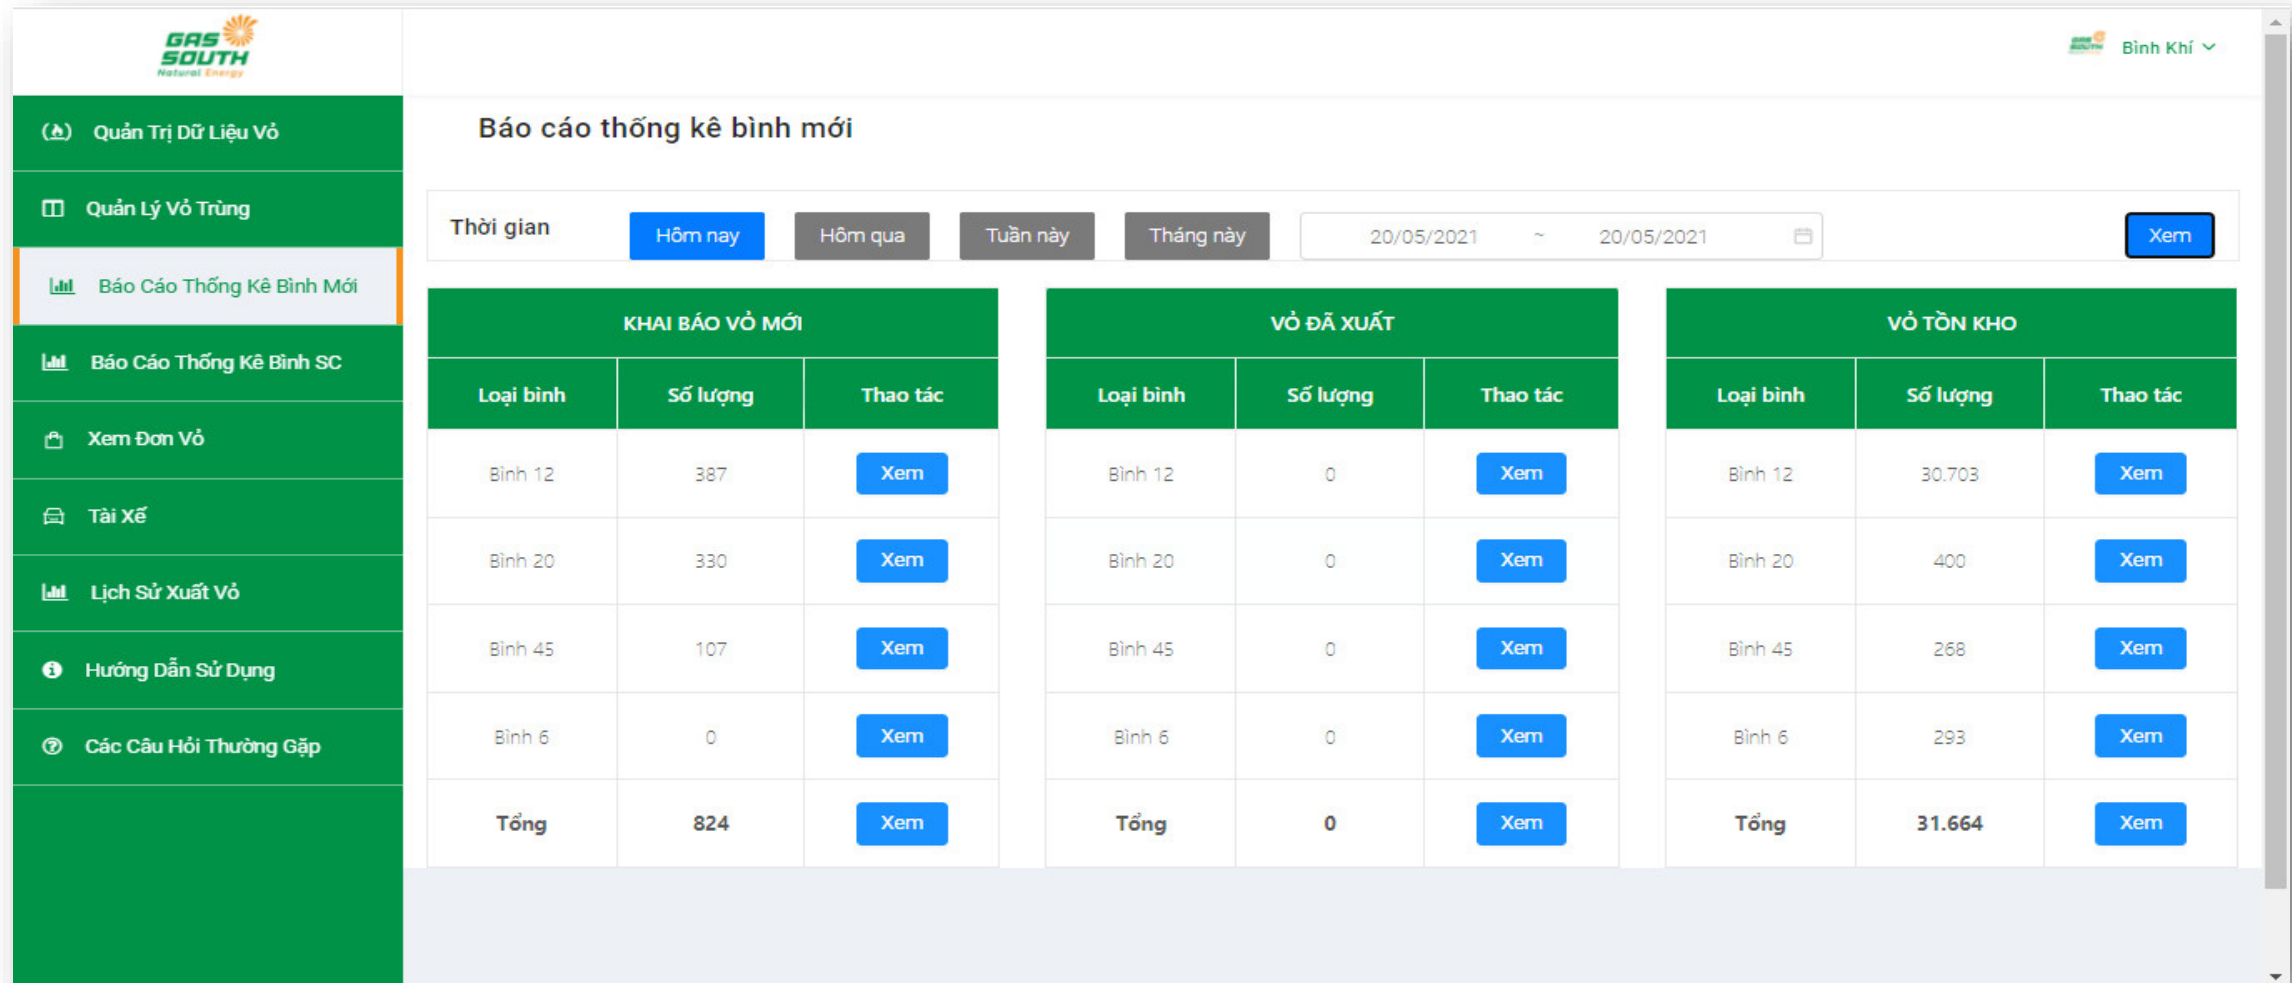 GAS
SOUTH
Natural Energy
Bình Khí
Quản Trị Dữ Liệu Vỏ
Quản Lý Vỏ Trùng
Báo Cáo Thống Kê Bình Mới
Báo Cáo Thống Kê Bình SC
Xem Đơn Vỏ
Tài Xế
Lịch Sử Xuất Vỏ
Hướng Dẫn Sử Dụng
Các Câu Hỏi Thường Gặp
Báo cáo thống kê bình mới
Thời gian Hôm nay Hôm qua Tuần này Tháng này 20/05/2021 ~ 20/05/2021 Xem
KHAI BÁO VỎ MỚI
Loại bình Số lượng Thao tác
Bình 12 387 Xem
Bình 20 330 Xem
Bình 45 107 Xem
Bình 6 0 Xem
Tổng 824 Xem
VỎ ĐÃ XUẤT
Loại bình Số lượng Thao tác
Bình 12 0 Xem
Bình 20 0 Xem
Bình 45 0 Xem
Bình 6 0 Xem
Tổng 0 Xem
VỎ TỒN KHO
Loại bình Số lượng Thao tác
Bình 12 30.703 Xem
Bình 20 400 Xem
Bình 45 268 Xem
Bình 6 293 Xem
Tổng 31.664 Xem